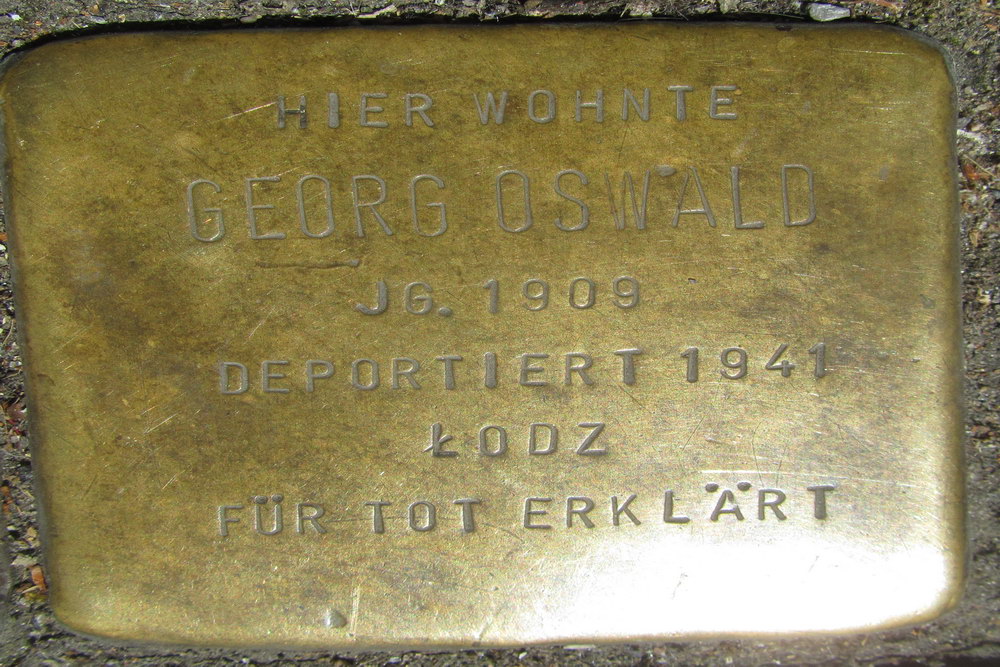 HIER WOHNTE
GEORG OSWALD
JG. 1909
DEPORTIERT 1941
ŁODZ
FÜR TOT ERKLÄRT